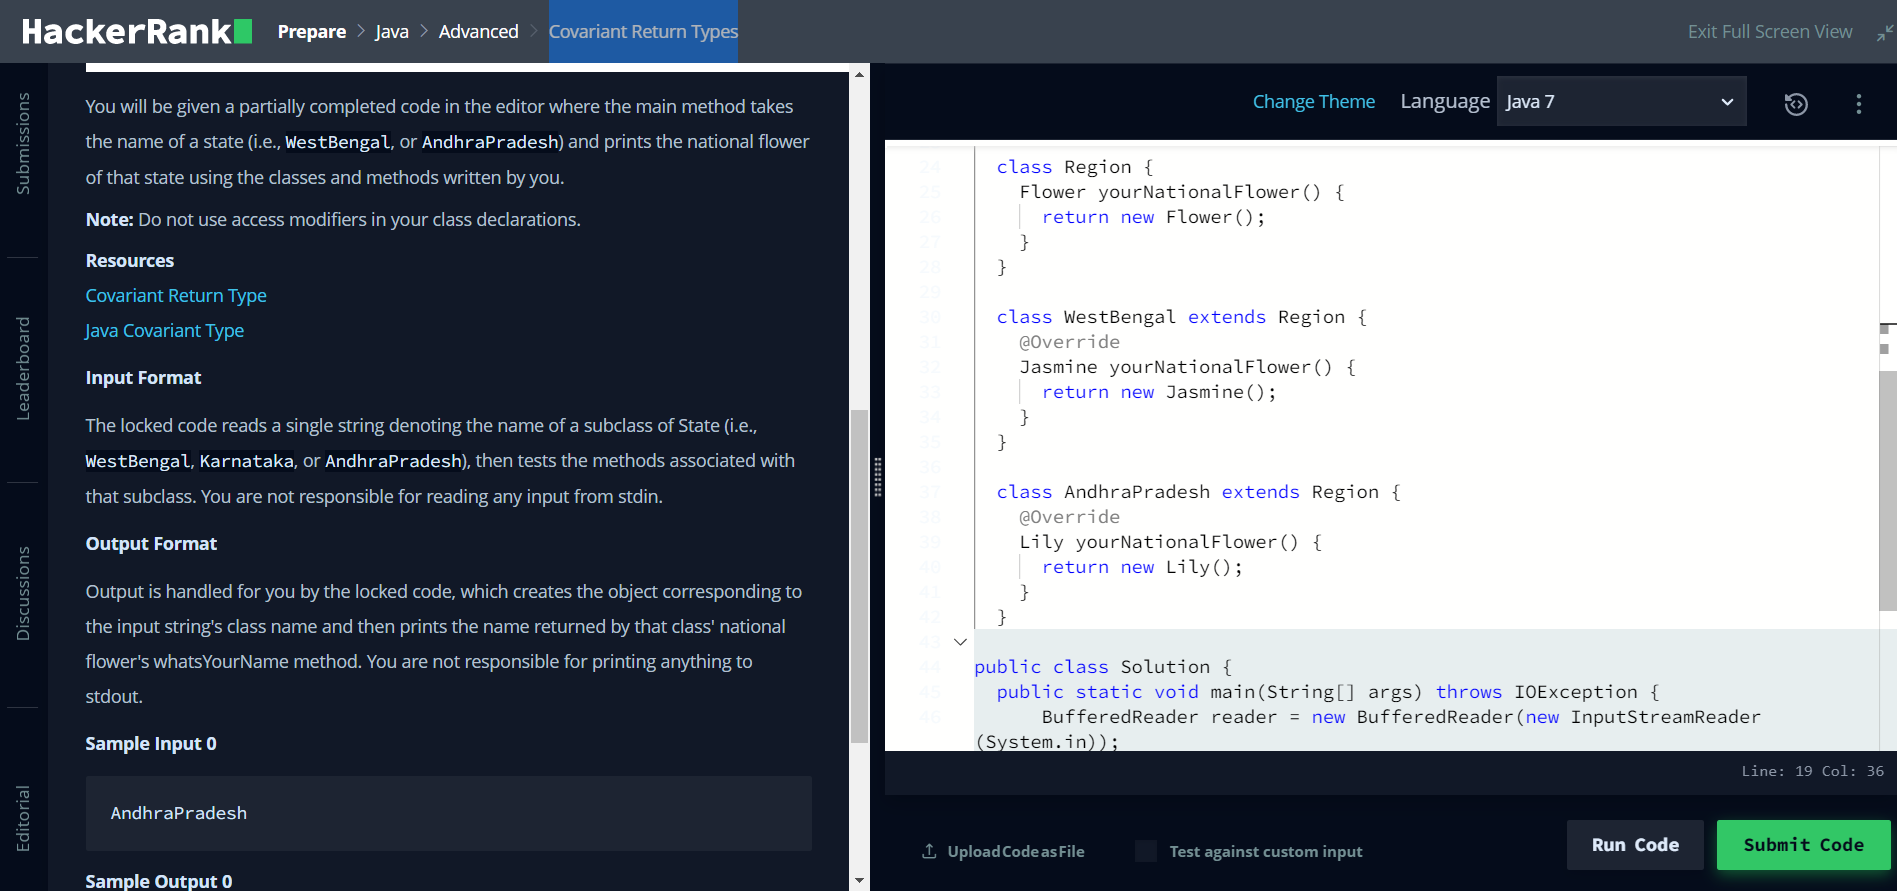 HackerRank
Prepare > Java > Advanced > Covariant Return Types
Exit Full Screen View
Submissions
Leaderboard
Discussions
Editorial
You will be given a partially completed code in the editor where the main method takes
the name of a state (i.e., WestBengal, or AndhraPradesh) and prints the national flower
of that state using the classes and methods written by you.
Note: Do not use access modifiers in your class declarations.
Resources
Covariant Return Type
Java Covariant Type
Input Format
The locked code reads a single string denoting the name of a subclass of State (i.e.,
WestBengal, Karnataka, or AndhraPradesh), then tests the methods associated with
that subclass. You are not responsible for reading any input from stdin.
Output Format
Output is handled for you by the locked code, which creates the object corresponding to
the input string's class name and then prints the name returned by that class' national
flower's whatsYourName method. You are not responsible for printing anything to
stdout.
Sample Input 0
AndhraPradesh
Sample Output 0
Change Theme Language Java 7
24 class Region {
25 Flower yourNationalFlower() {
26 return new Flower();
27 }
28 }
29
30 class WestBengal extends Region {
31 @Override
32 Jasmine yourNationalFlower() {
33 return new Jasmine();
34 }
35 }
36
37 class AndhraPradesh extends Region {
38 @Override
39 Lily yourNationalFlower() {
40 return new Lily();
41 }
42 }
43
44 public class Solution {
45 public static void main(String[] args) throws IOException {
46 BufferedReader reader = new BufferedReader(new InputStreamReader
(System.in));
Line: 19 Col: 36
Upload Code as File
Test against custom input
Run Code
Submit Code